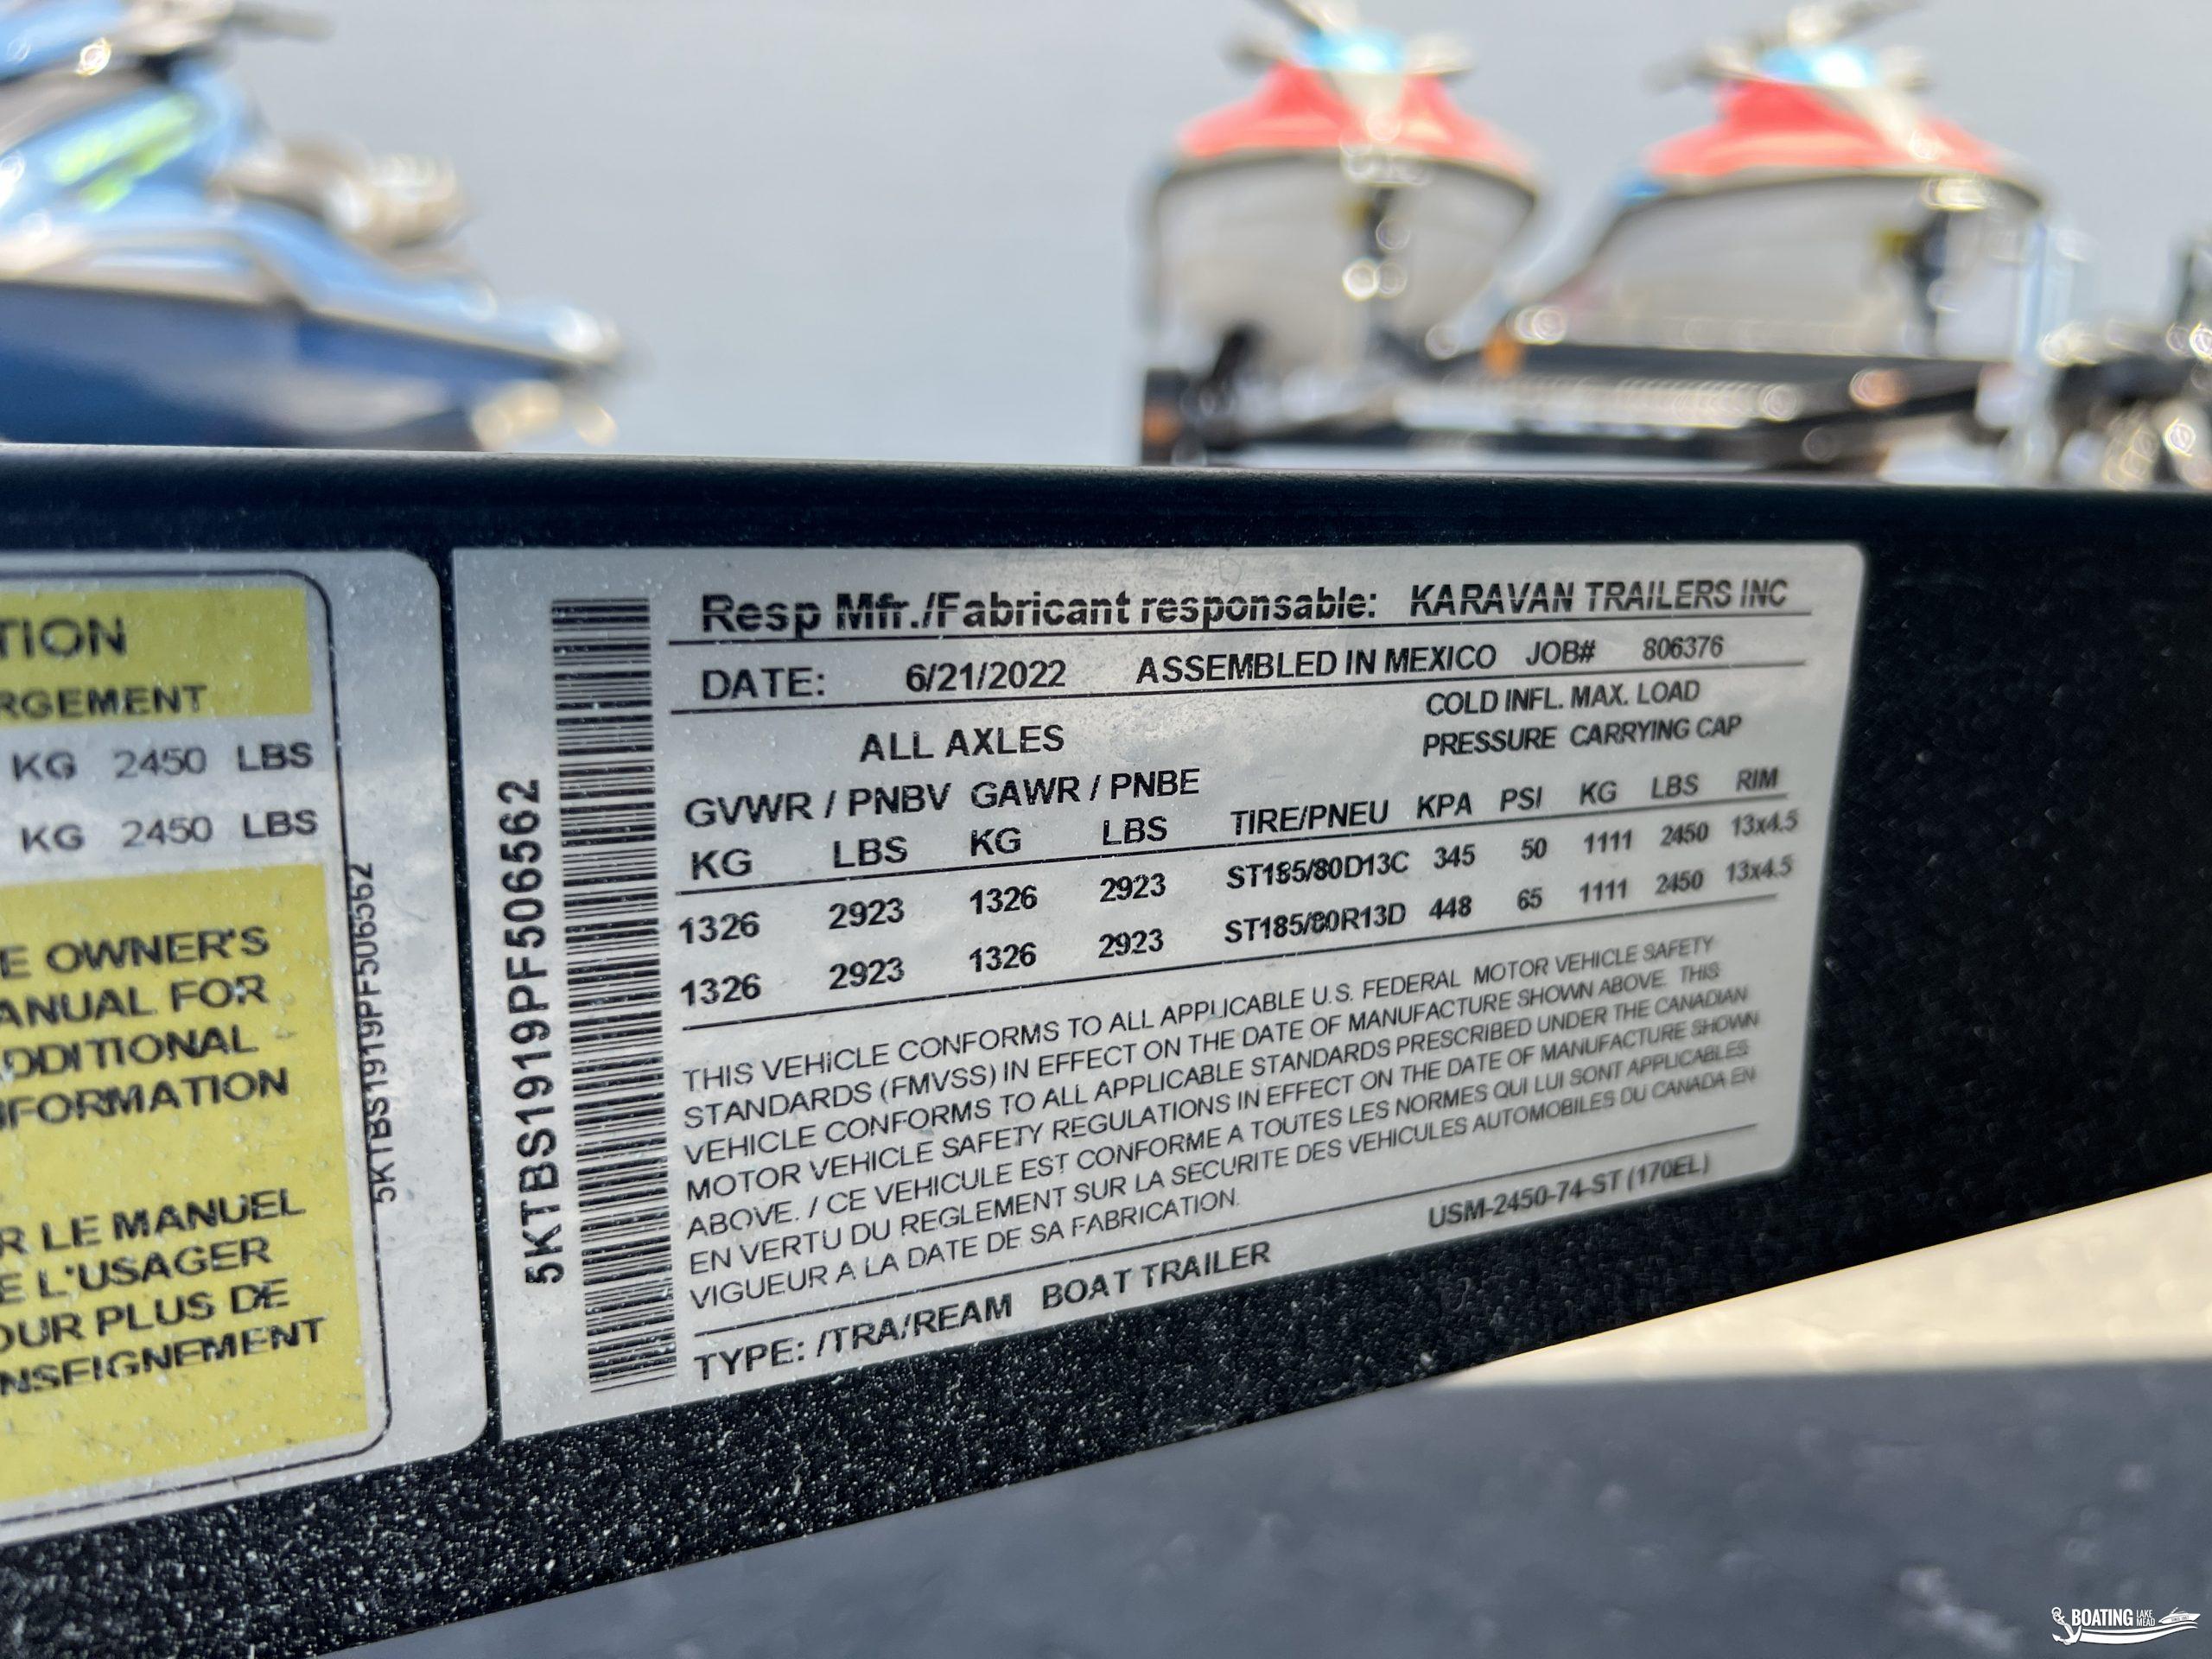 TION
RGEMENT
KG 2450 LBS
KG 2450 LBS
E OWNER'S
ANUAL FOR
DDITIONAL
FORMATION
R LE MANUEL
E L'USAGER
OUR PLUS DE
NSEIGNEMENT
5KTBS1919PF506562
5KTBS1919PF506562
Resp Mfr./Fabricant responsable: KARAVAN TRAILERS INC
DATE: 6/21/2022 ASSEMBLED IN MEXICO JOB# 806376
COLD INFL. MAX. LOAD
ALL AXLES PRESSURE CARRYING CAP
GVWR / PNBV GAWR / PNBE
KG LBS KG LBS TIRE/PNEU KPA PSI KG LBS RIM
1326 2923 1326 2923 ST185/80D13C 345 50 1111 2450 13x4.5
1326 2923 1326 2923 ST185/80R13D 448 65 1111 2450 13x4.5
THIS VEHICLE CONFORMS TO ALL APPLICABLE U.S. FEDERAL MOTOR VEHICLE SAFETY
STANDARDS (FMVSS) IN EFFECT ON THE DATE OF MANUFACTURE SHOWN ABOVE. THIS
VEHICLE CONFORMS TO ALL APPLICABLE STANDARDS PRESCRIBED UNDER THE CANADIAN
MOTOR VEHICLE SAFETY REGULATIONS IN EFFECT ON THE DATE OF MANUFACTURE SHOWN
ABOVE. / CE VEHICULE EST CONFORME A TOUTES LES NORMES QUI LUI SONT APPLICABLES
EN VERTU DU REGLEMENT SUR LA SECURITE DES VEHICULES AUTOMOBILES DU CANADA EN
VIGUEUR A LA DATE DE SA FABRICATION.
USM-2450-74-ST (170EL)
TYPE: /TRA/REAM BOAT TRAILER
BOATING LAKE MEAD